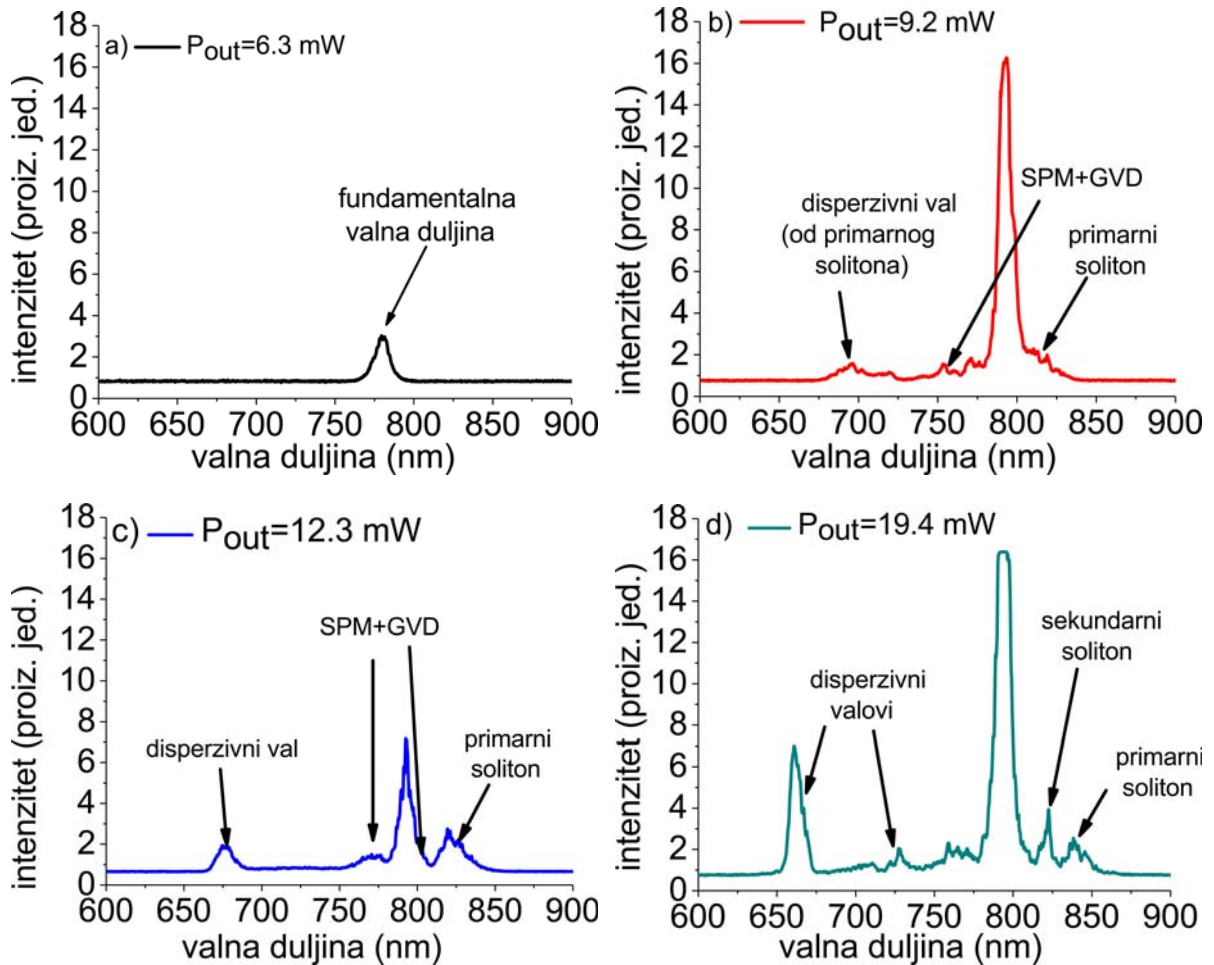 a) P_out=6.3 mW
intenzitet (proiz. jed.)
18
16
14
12
10
8
6
4
2
0
fundamentalna
valna duljina
600 650 700 750 800 850 900
valna duljina (nm)
b) P_out=9.2 mW
intenzitet (proiz. jed.)
18
16
14
12
10
8
6
4
2
0
SPM+GVD
disperzivni val
(od primarnog
solitona)
primarni
soliton
600 650 700 750 800 850 900
valna duljina (nm)
c) P_out=12.3 mW
intenzitet (proiz. jed.)
18
16
14
12
10
8
6
4
2
0
SPM+GVD
disperzivni val
primarni
soliton
600 650 700 750 800 850 900
valna duljina (nm)
d) P_out=19.4 mW
intenzitet (proiz. jed.)
18
16
14
12
10
8
6
4
2
0
sekundarni
soliton
disperzivni
valovi
primarni
soliton
600 650 700 750 800 850 900
valna duljina (nm)